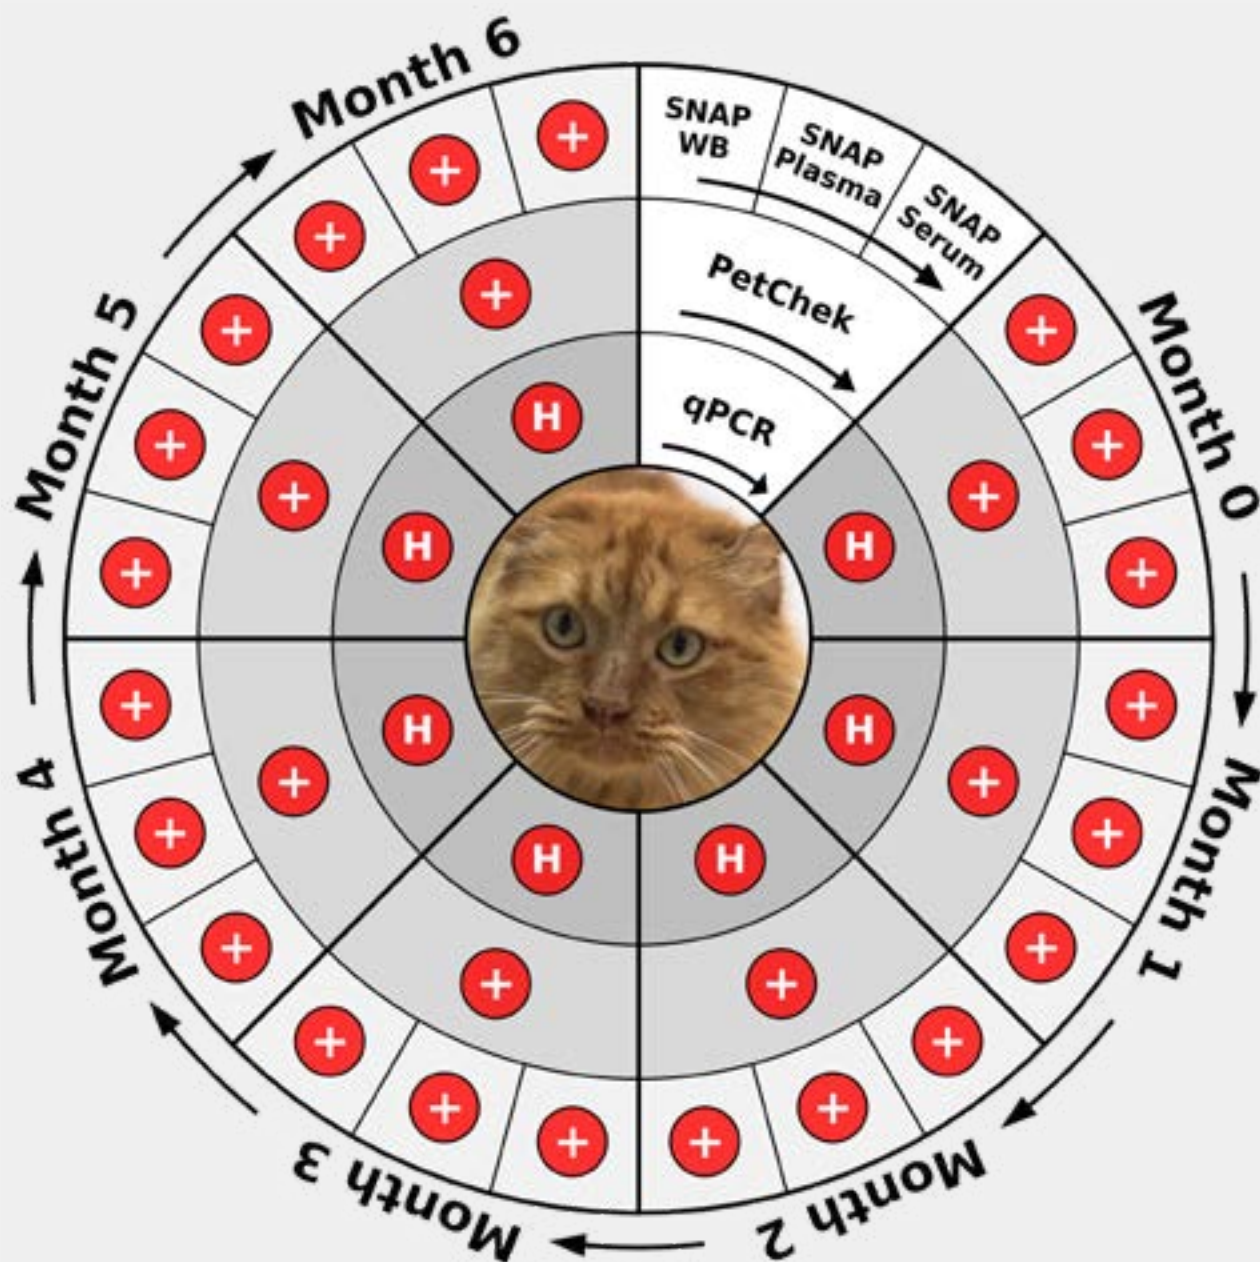 SNAP
WB
SNAP
Plasma
SNAP
Serum
PetChek
qPCR
Month 0
+
+
+
+
H
Month 1
+
+
+
+
H
Month 2
+
+
+
+
H
Month 3
+
+
+
+
H
Month 4
+
+
+
+
H
Month 5
+
+
+
+
H
Month 6
+
+
+
+
H